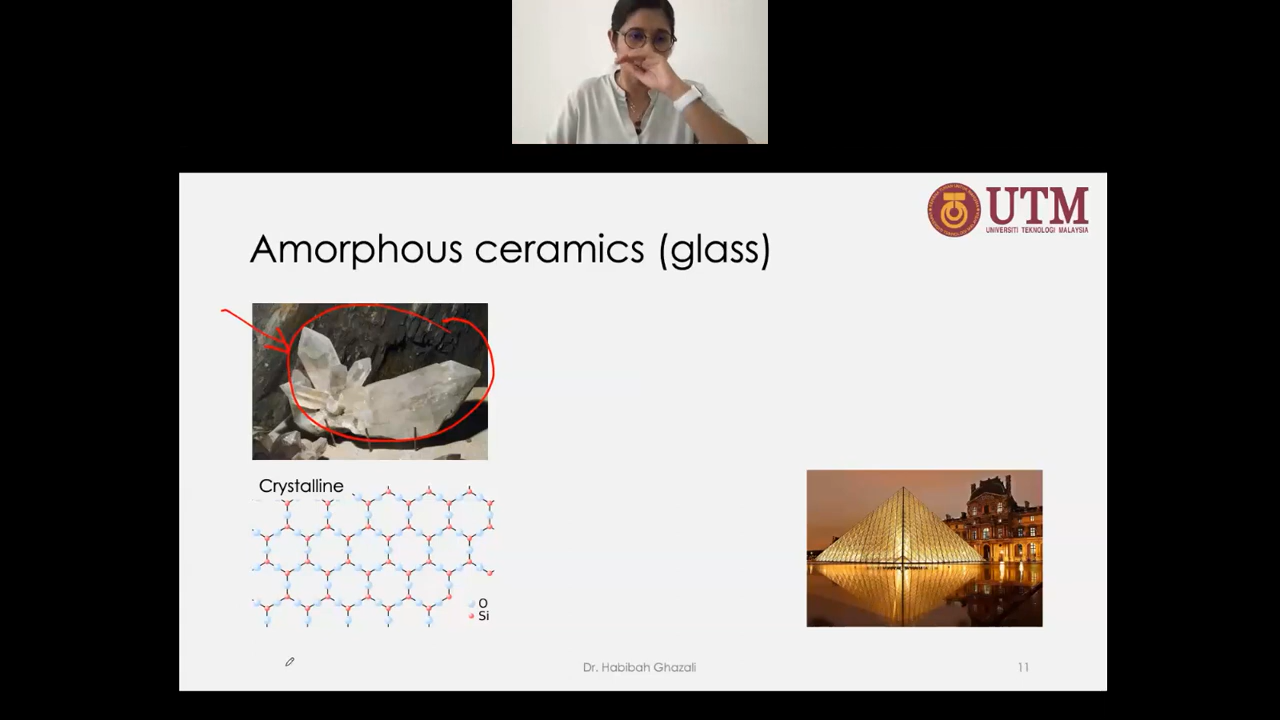 UTM
UNIVERSITI TEKNOLOGI MALAYSIA
Amorphous ceramics (glass)
Crystalline
O
Si
Dr. Habibah Ghazali
11